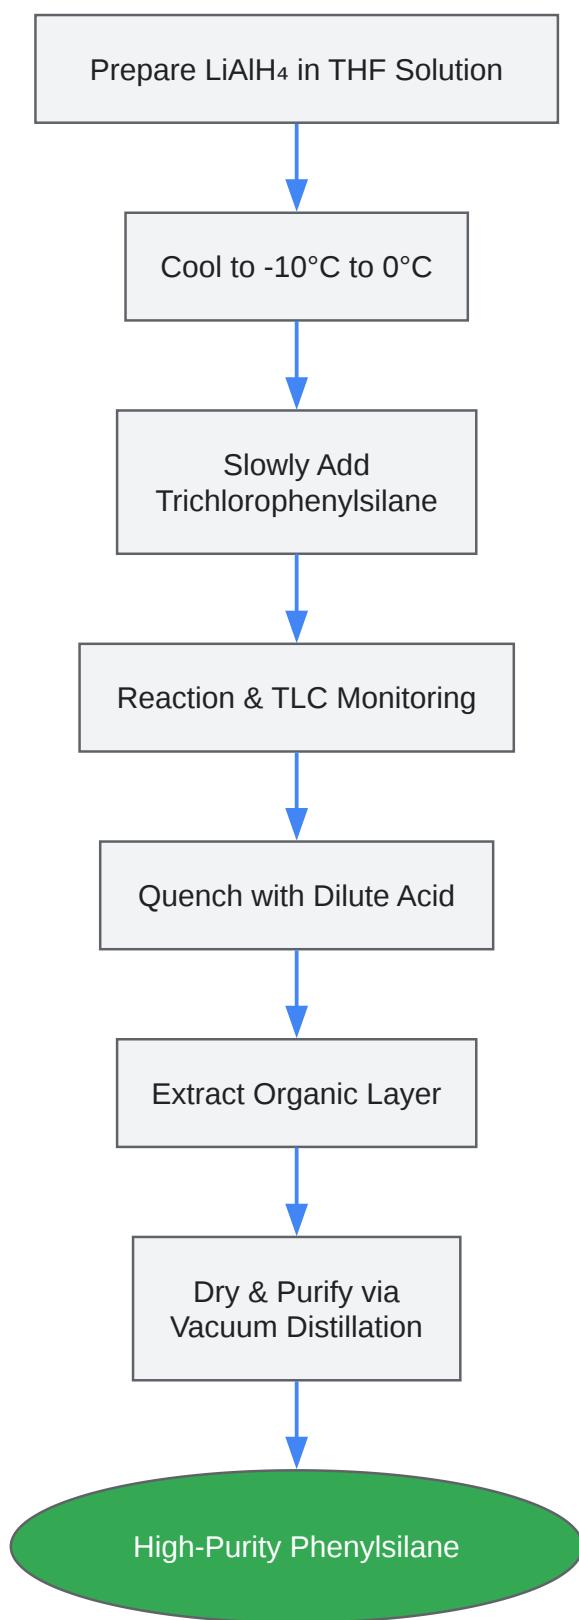 Prepare LiAlH₄ in THF Solution
Cool to -10°C to 0°C
Slowly Add
Trichlorophenylsilane
Reaction & TLC Monitoring
Quench with Dilute Acid
Extract Organic Layer
Dry & Purify via
Vacuum Distillation
High-Purity Phenylsilane